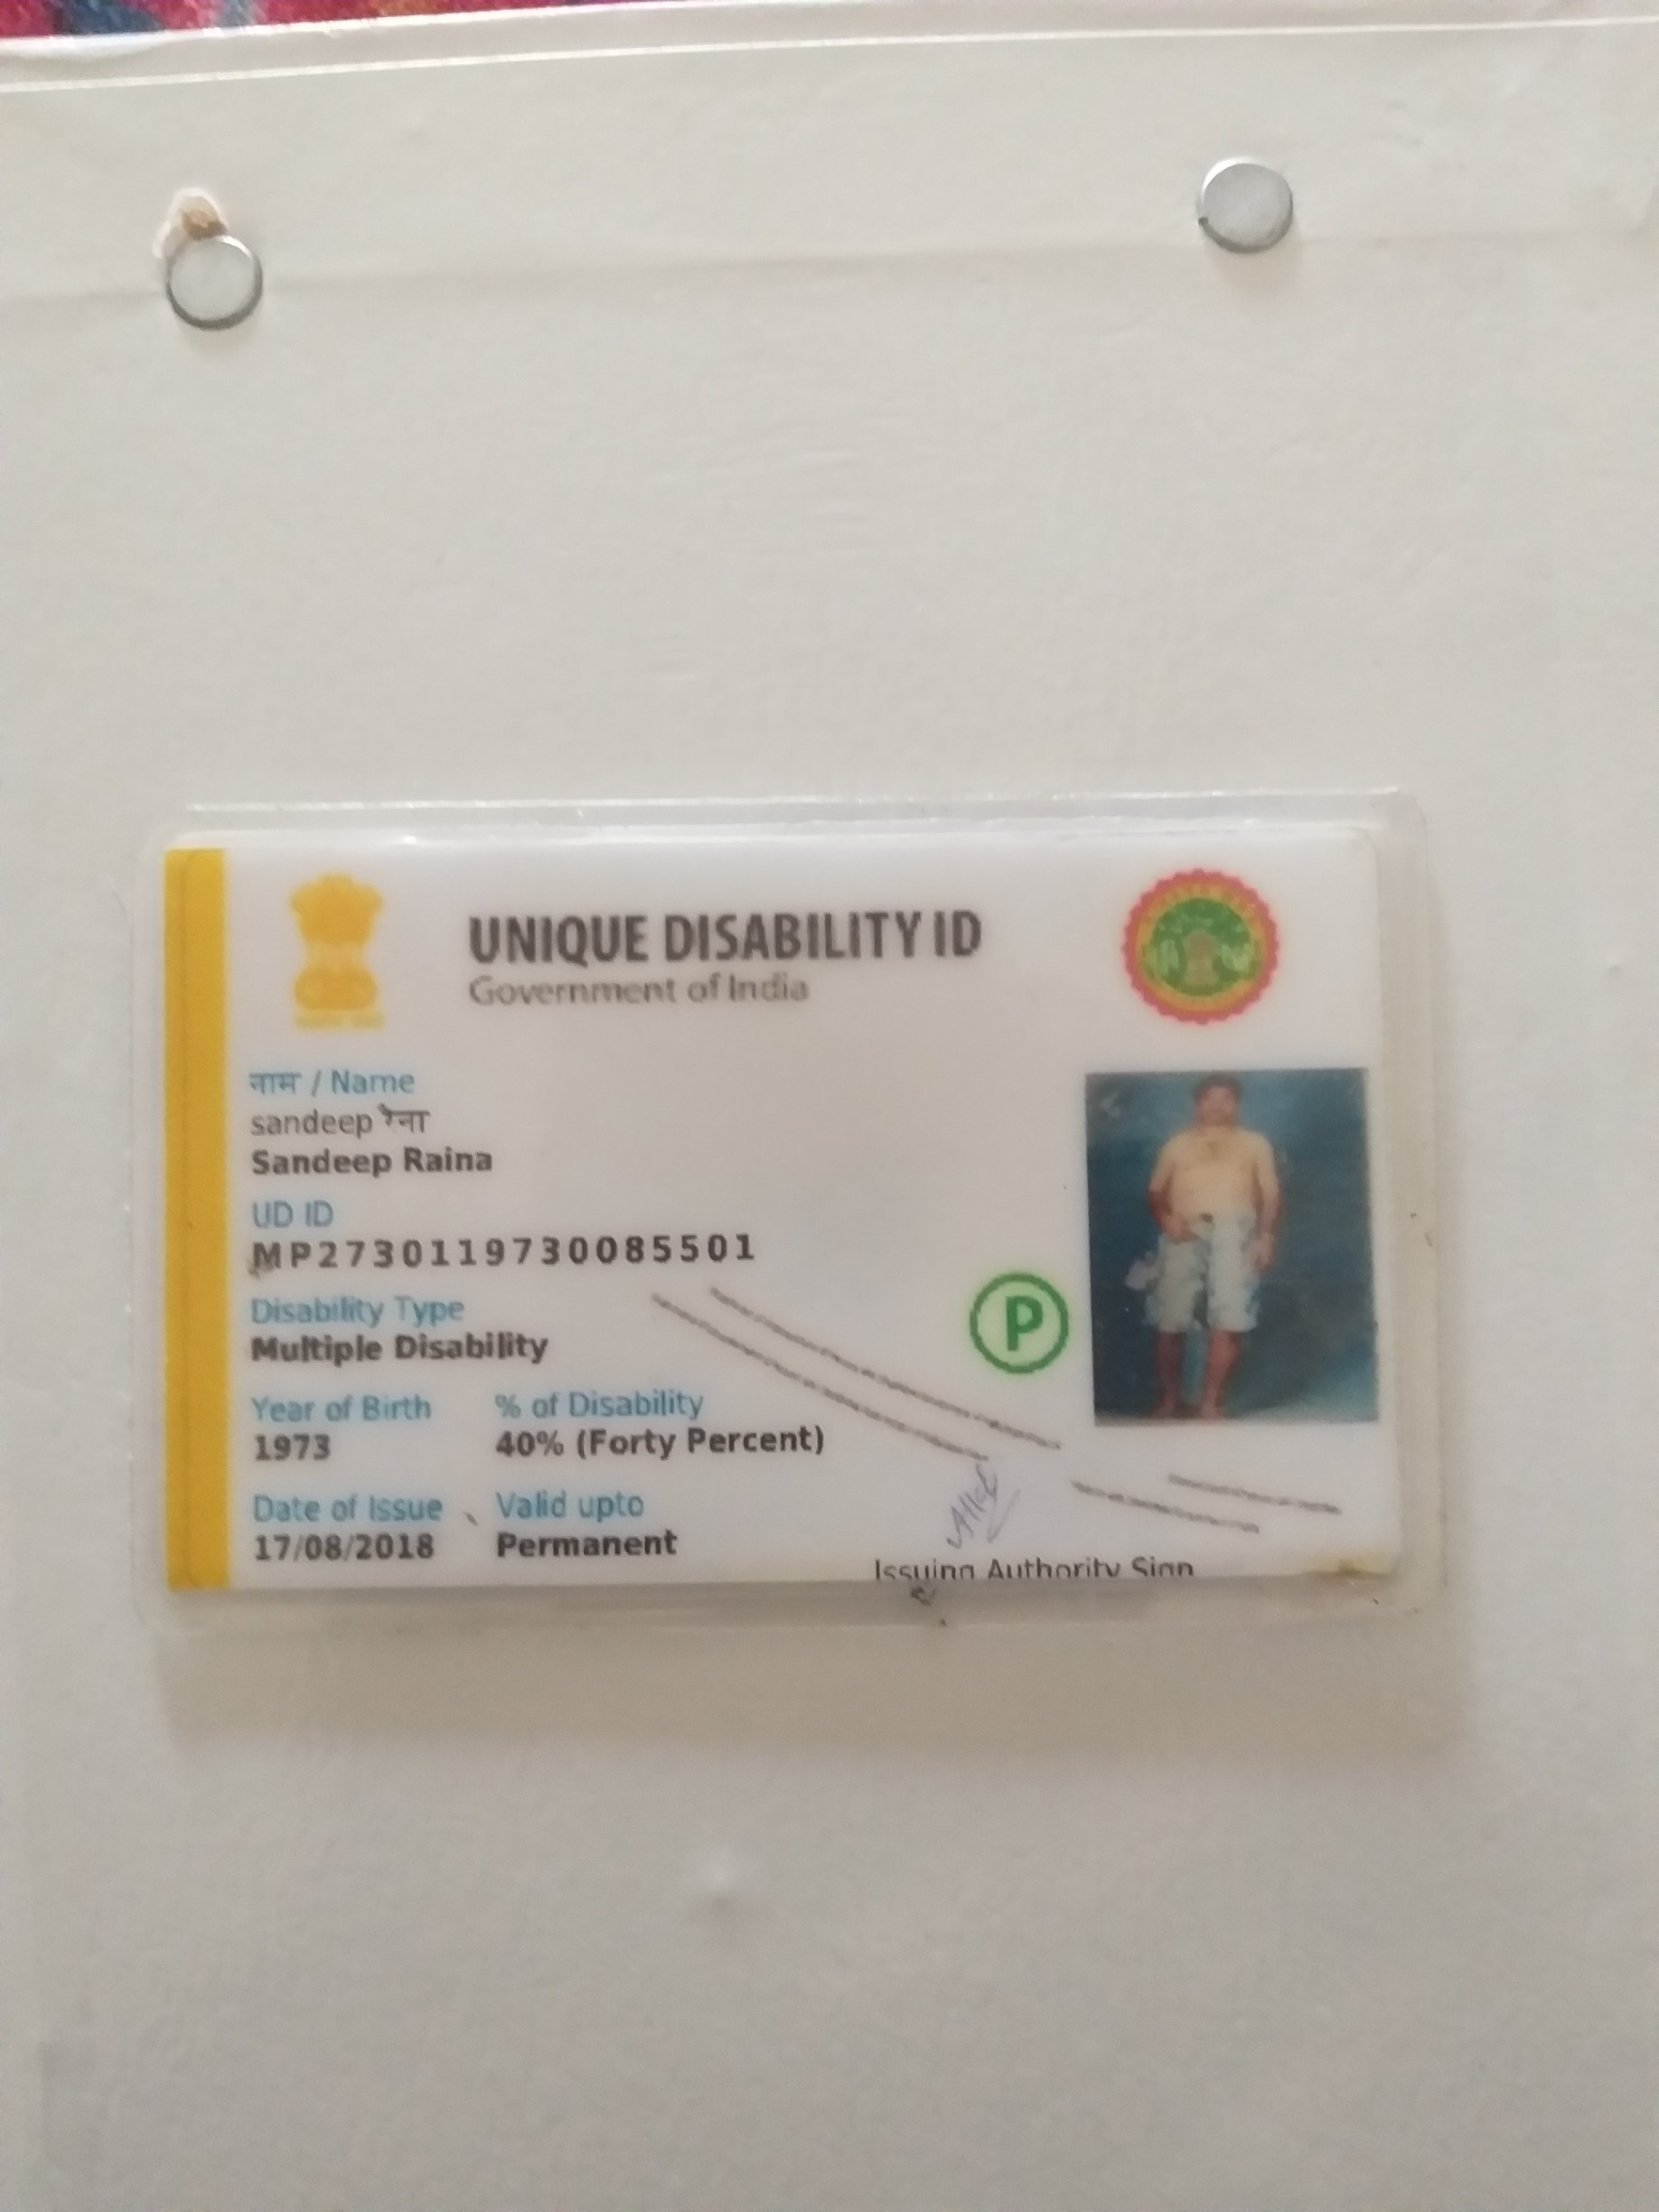 UNIQUE DISABILITY ID
Government of India
नाम / Name
sandeep रैना
Sandeep Raina
UD ID
MP2730119730085501
Disability Type
Multiple Disability
P
Year of Birth % of Disability
1973 40% (Forty Percent)
Date of Issue Valid upto
17/08/2018 Permanent
Issuing Authority Sign